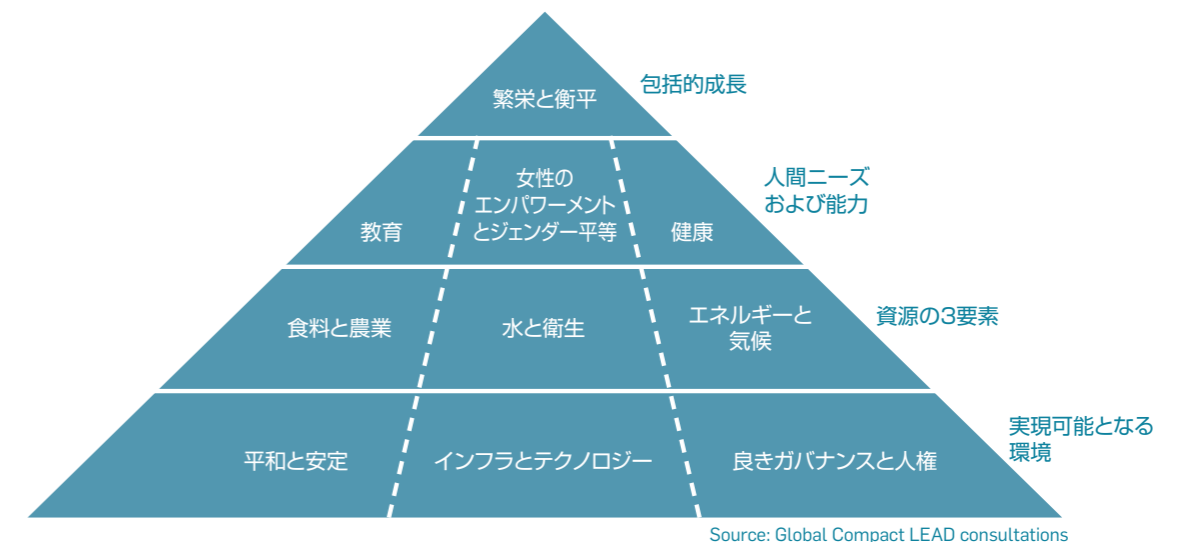 繁栄と衡平
包括的成長
教育
女性の
エンパワーメント
とジェンダー平等
健康
人間ニーズ
および能力
食料と農業
水と衛生
エネルギーと
気候
資源の3要素
平和と安定
インフラとテクノロジー
良きガバナンスと人権
実現可能となる
環境
Source: Global Compact LEAD consultations